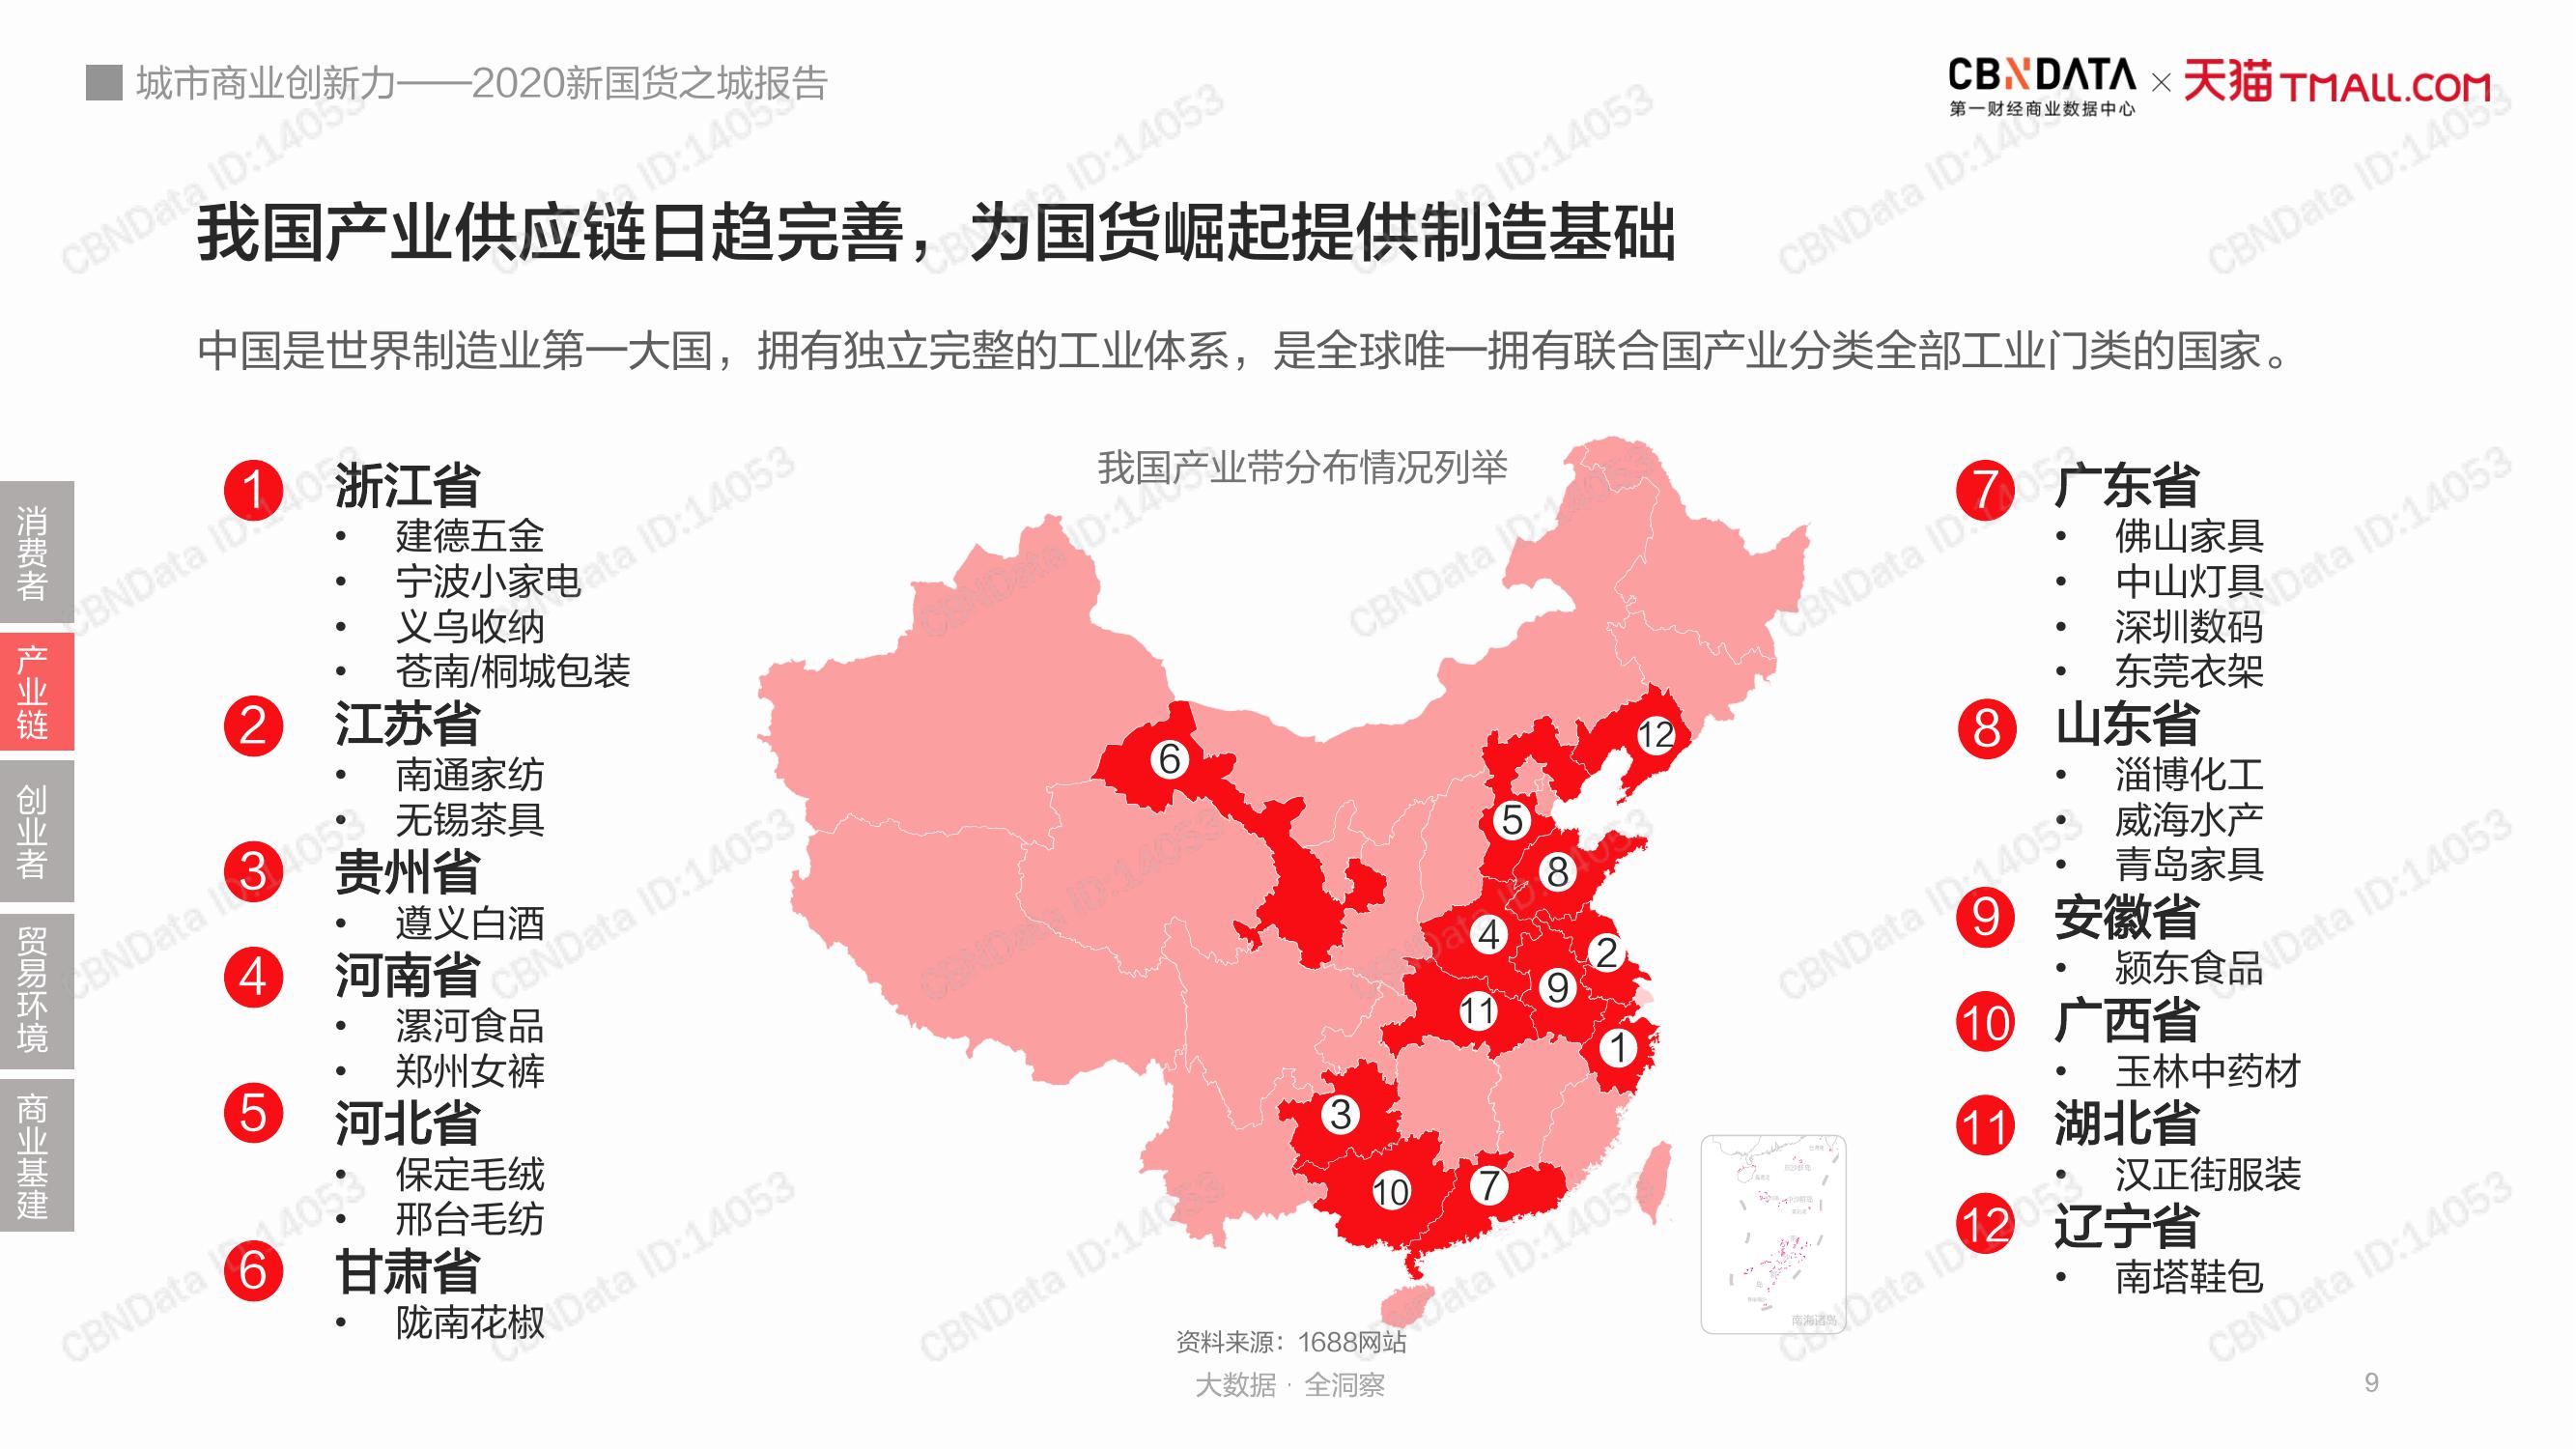 城市商业创新力——2020新国货之城报告
CBNDATA
第一财经商业数据中心
×
天猫 TMALL.COM
我国产业供应链日趋完善，为国货崛起提供制造基础
中国是世界制造业第一大国，拥有独立完整的工业体系，是全球唯一拥有联合国产业分类全部工业门类的国家。
消费者
产业链
创业者
贸易环境
商业基建
1 浙江省
• 建德五金
• 宁波小家电
• 义乌收纳
• 苍南/桐城包装
2 江苏省
• 南通家纺
• 无锡茶具
3 贵州省
• 遵义白酒
4 河南省
• 漯河食品
• 郑州女裤
5 河北省
• 保定毛绒
• 邢台毛纺
6 甘肃省
• 陇南花椒
我国产业带分布情况列举
12
6
5
8
4
2
9
11
1
3
10
7
南海诸岛
7 广东省
• 佛山家具
• 中山灯具
• 深圳数码
• 东莞衣架
8 山东省
• 淄博化工
• 威海水产
• 青岛家具
9 安徽省
• 颍东食品
10 广西省
• 玉林中药材
11 湖北省
• 汉正街服装
12 辽宁省
• 南塔鞋包
资料来源：1688网站
大数据 · 全洞察
9
CBNData ID:14053